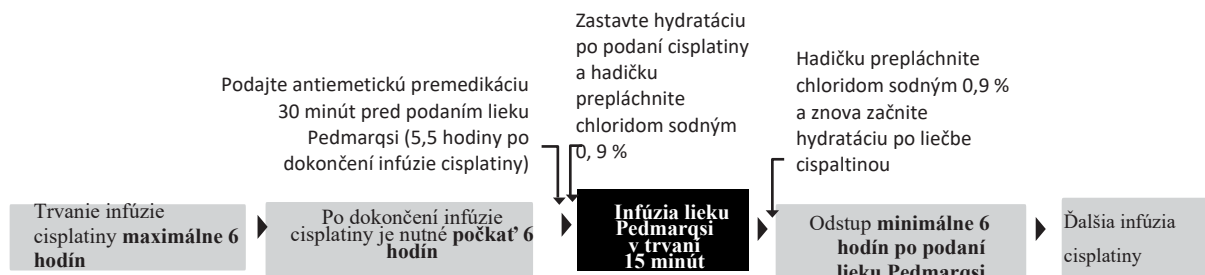 Podajte antiemetickú premedikáciu
30 minút pred podaním lieku
Pedmarqsi (5,5 hodiny po
dokončení infúzie cisplatiny)
Zastavte hydratáciu
po podaní cisplatiny
a hadičku
prepláchnite
chloridom sodným
0, 9 %
Hadičku prepláchnite
chloridom sodným 0,9 %
a znova začnite
hydratáciu po liečbe
cispaltinou
Trvanie infúzie
cisplatiny maximálne 6
hodín
Po dokončení infúzie
cisplatiny je nutné počkať 6
hodín
Infúzia lieku
Pedmarqsi
v trvaní
15 minút
Odstup minimálne 6
hodín po podaní
lieku Pedmarqsi
Ďalšia infúzia
cisplatiny